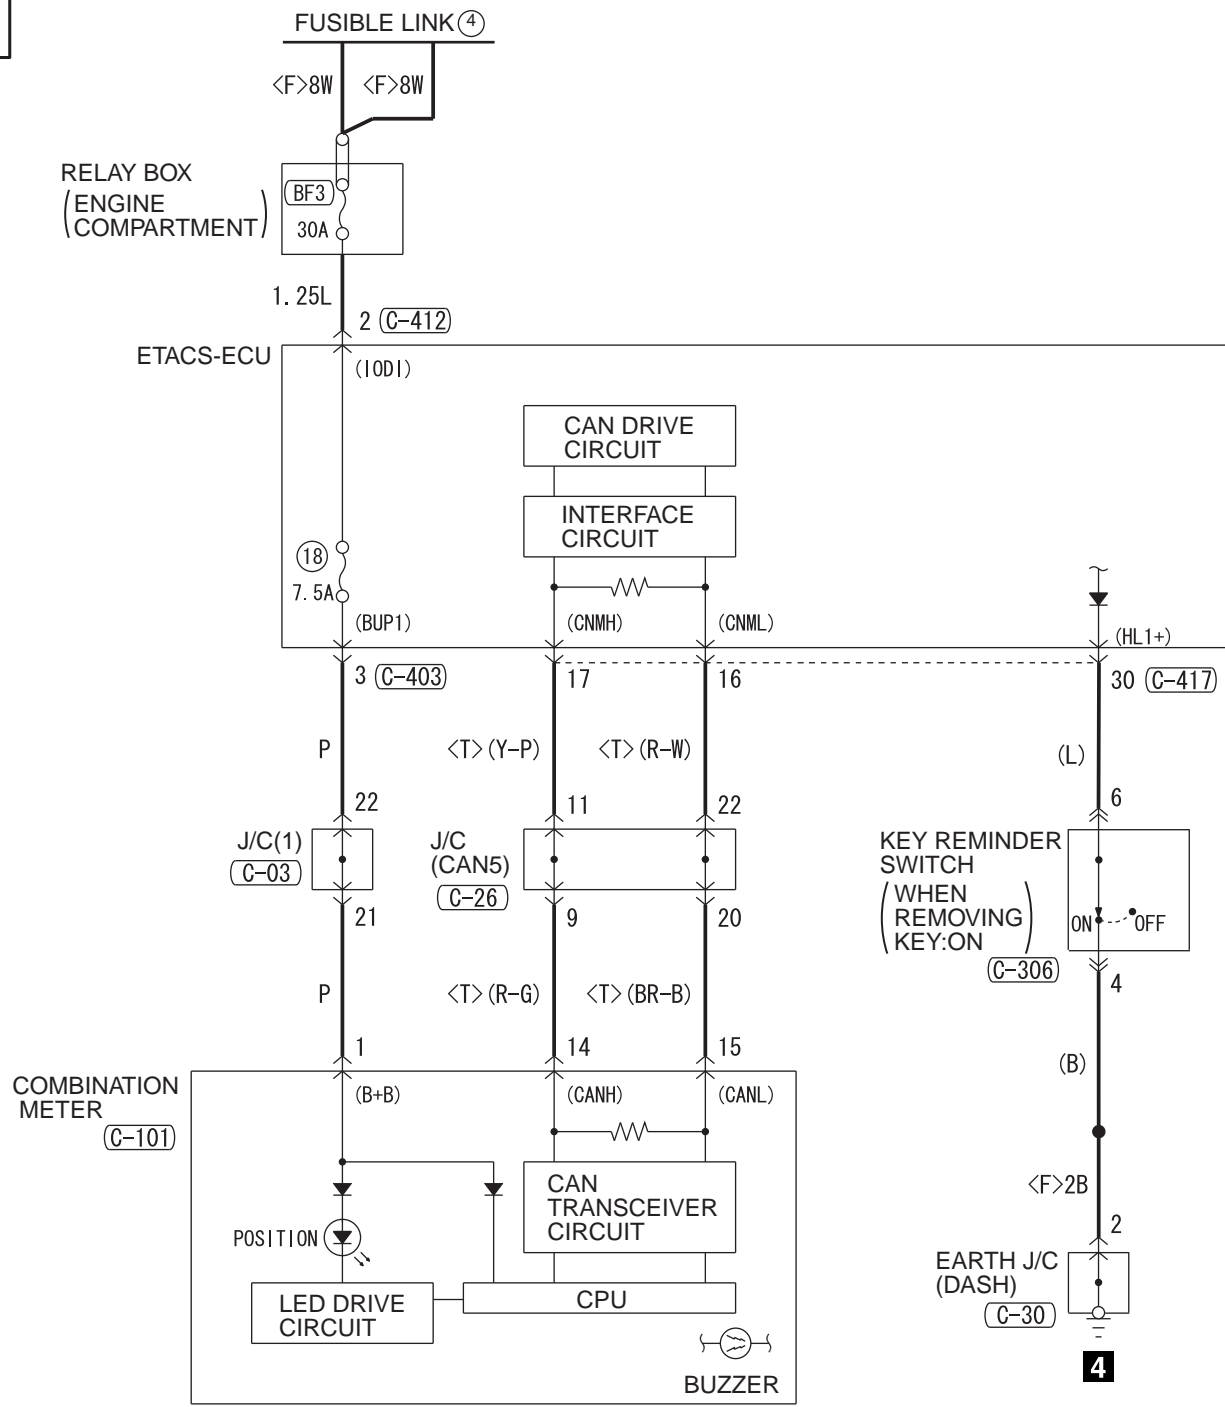 FUSIBLE LINK ④
<F>8W <F>8W
RELAY BOX
(ENGINE
COMPARTMENT)
BF3
30A
1.25L
2 C-412
ETACS-ECU
(IODI)
CAN DRIVE
CIRCUIT
INTERFACE
CIRCUIT
18
7.5A
(BUP1) (CNMH) (CNML) (HL1+)
3 C-403 17 16 30 C-417
P <T>(Y-P) <T>(R-W) (L)
22 11 22 6
J/C(1)
C-03
J/C
(CAN5)
C-26
KEY REMINDER
SWITCH
(WHEN
REMOVING
KEY:ON)
ON OFF
C-306
21 9 20 4
P <T>(R-G) <T>(BR-B)
1 14 15
(B)
COMBINATION
METER
C-101
(B+B) (CANH) (CANL)
CAN
TRANSCEIVER
CIRCUIT
POSITION
<F>2B
2
EARTH J/C
(DASH)
C-30
LED DRIVE
CIRCUIT
CPU
BUZZER
4